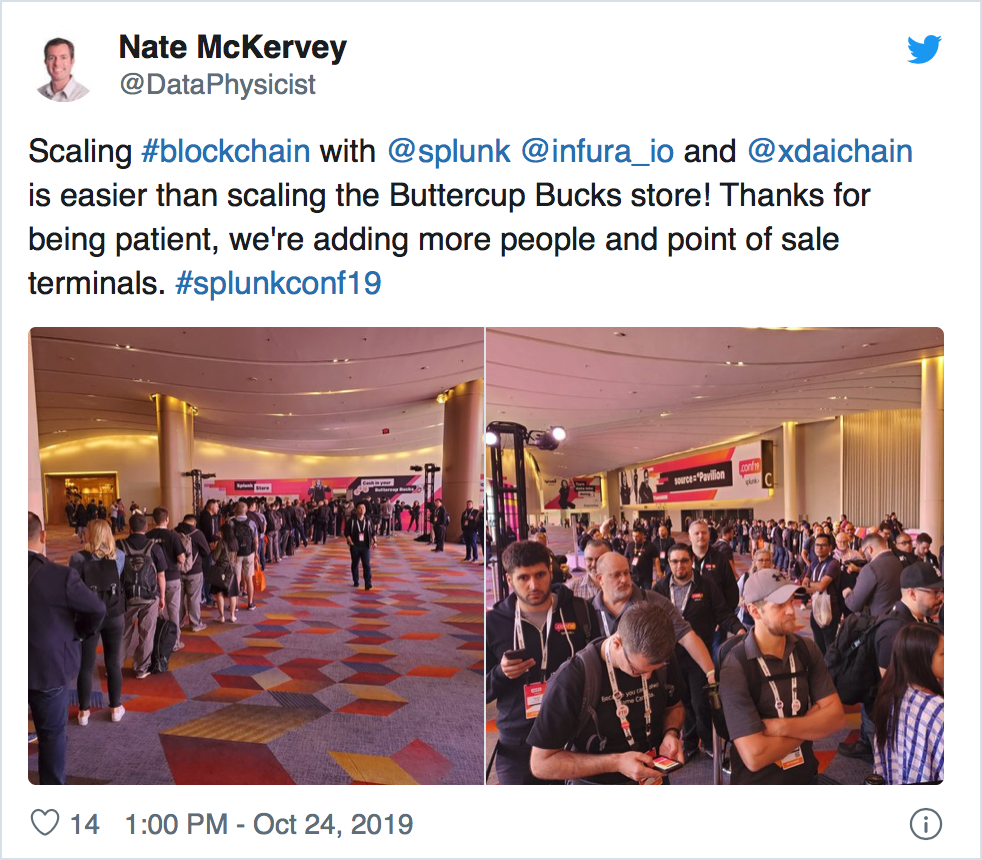 Nate McKervey
@DataPhysicist
Scaling #blockchain with @splunk @infura_io and @xdaichain
is easier than scaling the Buttercup Bucks store! Thanks for
being patient, we're adding more people and point of sale
terminals. #splunkconf19
Splunk
Store
Cash in your
Buttercup Bucks
source=*Pavilion
.conf19
splunk>
14 1:00 PM - Oct 24, 2019